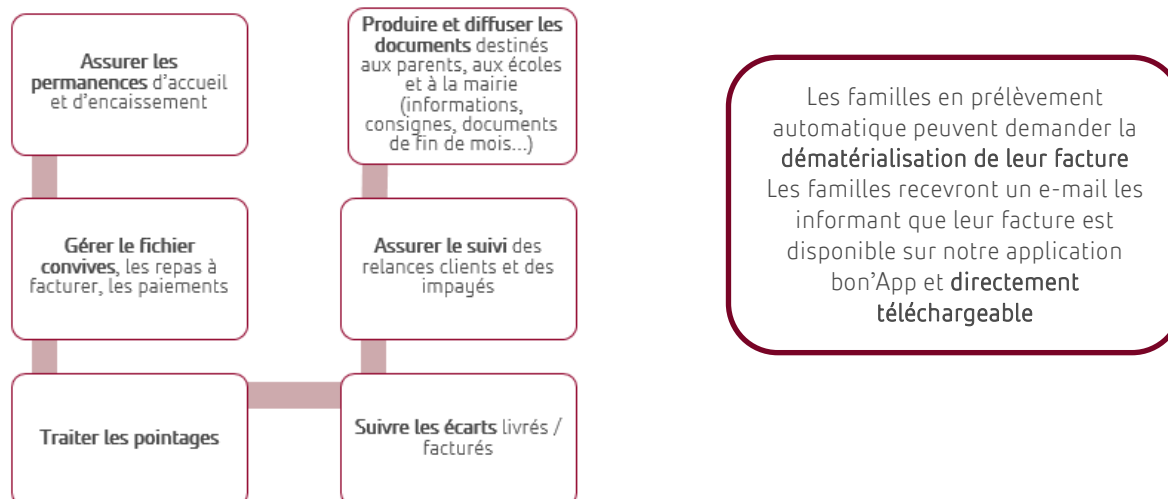 Assurer les
permanences d'accueil
et d'encaissement
Gérer le fichier
convives, les repas à
facturer, les paiements
Traiter les pointages
Suivre les écarts livrés /
facturés
Assurer le suivi des
relances clients et des
impayés
Produire et diffuser les
documents destinés
aux parents, aux écoles
et à la mairie
(informations,
consignes, documents
de fin de mois...)
Les familles en prélèvement
automatique peuvent demander la
dématérialisation de leur facture
Les familles recevront un e-mail les
informant que leur facture est
disponible sur notre application
bon'App et directement
téléchargeable